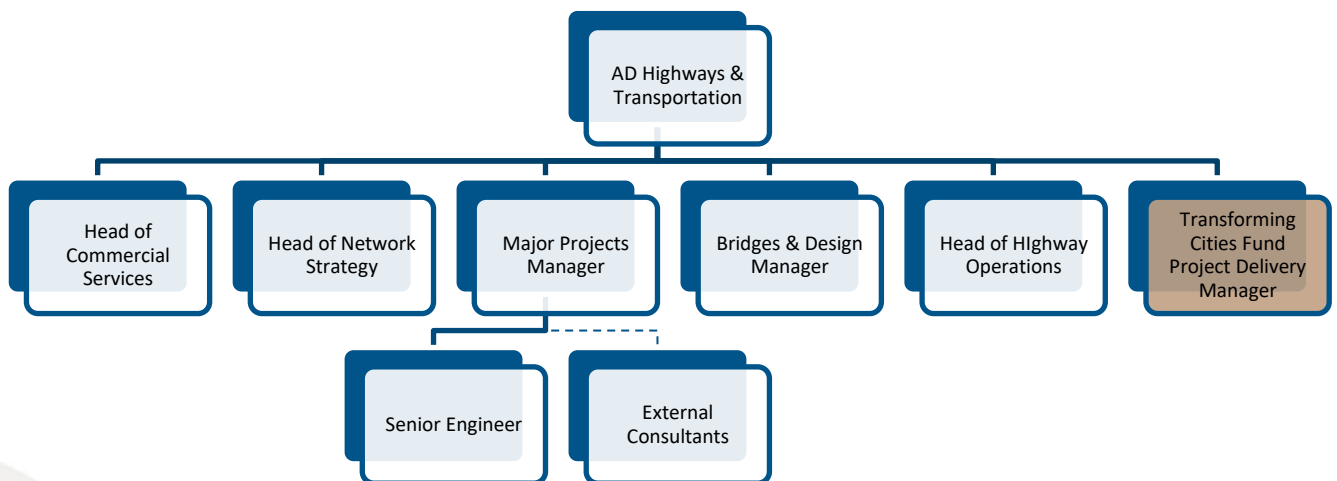 AD Highways &
Transportation
Head of
Commercial
Services
Head of Network
Strategy
Major Projects
Manager
Bridges & Design
Manager
Head of HIghway
Operations
Transforming
Cities Fund
Project Delivery
Manager
Senior Engineer
External
Consultants